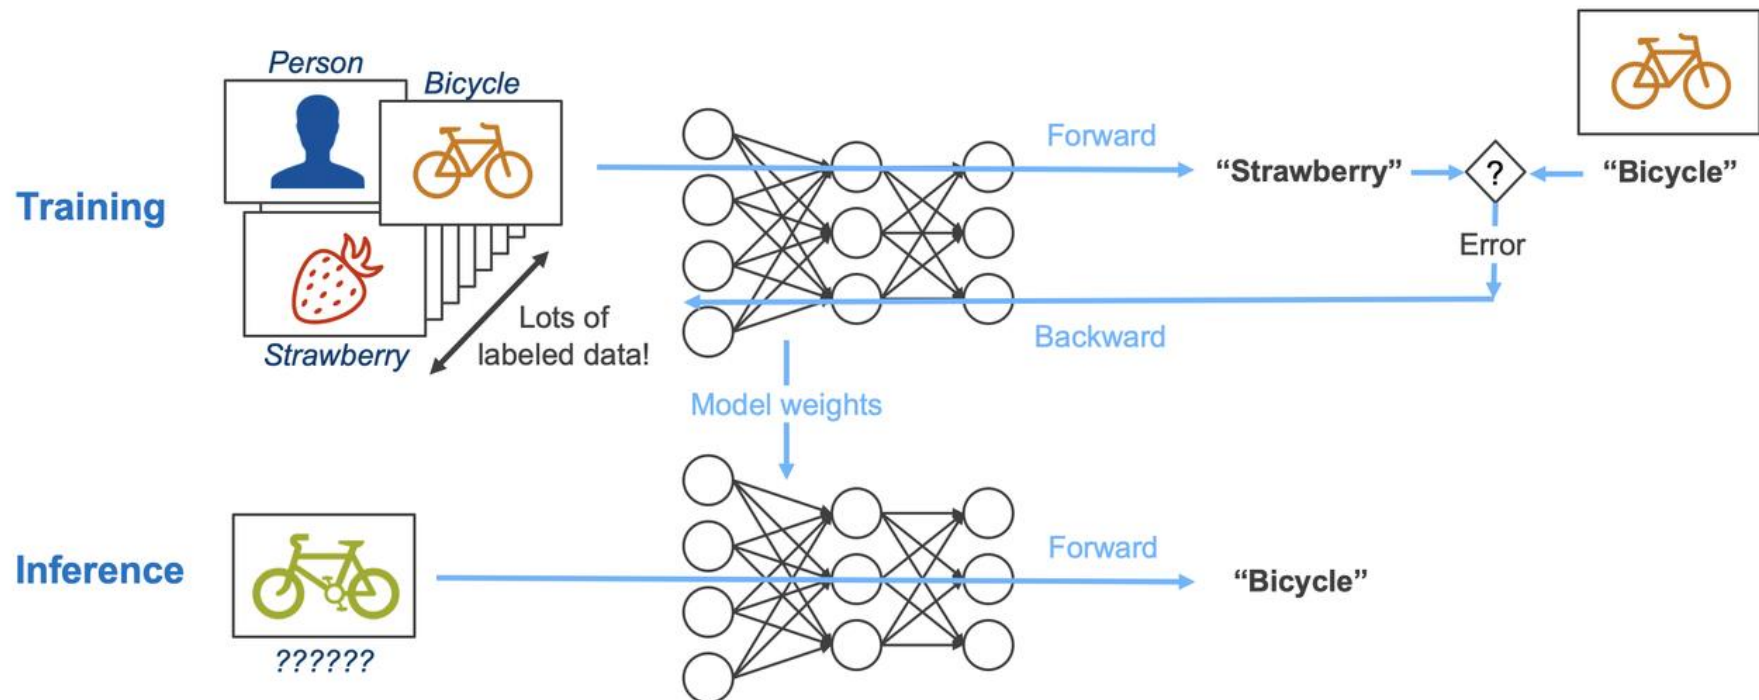 Person
Bicycle
Training
Strawberry
Lots of
labeled data!
Forward
“Strawberry”
?
“Bicycle”
Error
Backward
Model weights
Inference
??????
Forward
“Bicycle”